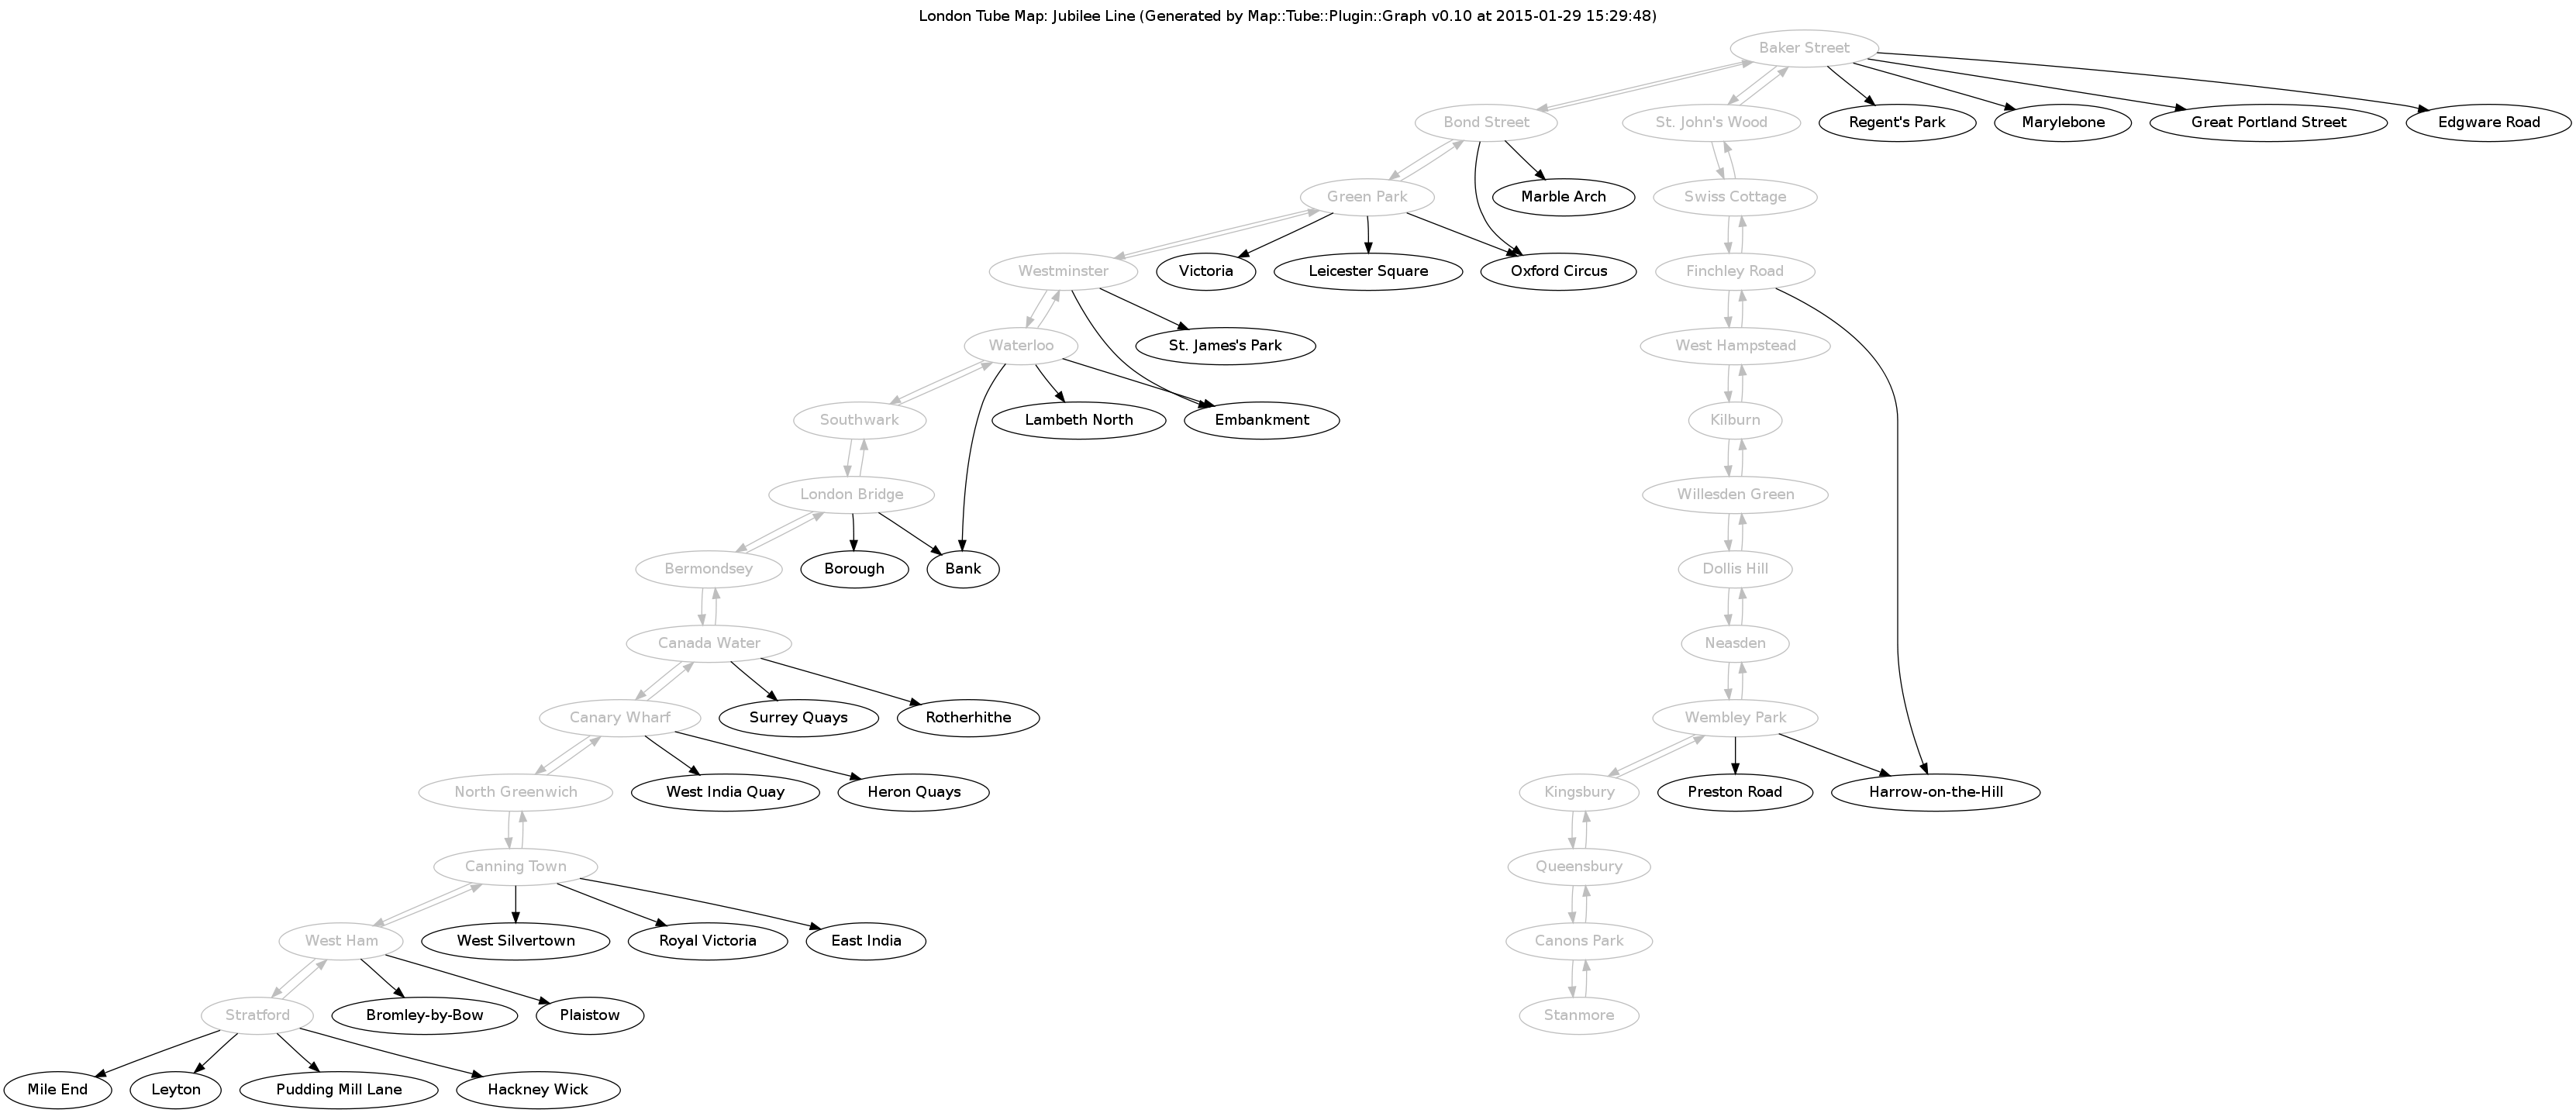 London Tube Map: Jubilee Line (Generated by Map::Tube::Plugin::Graph v0.10 at 2015-01-29 15:29:48)
Baker Street
Bond Street
St. John's Wood
Regent's Park
Marylebone
Great Portland Street
Edgware Road
Green Park
Marble Arch
Swiss Cottage
Westminster
Victoria
Leicester Square
Oxford Circus
Finchley Road
Waterloo
St. James's Park
West Hampstead
Southwark
Lambeth North
Embankment
Kilburn
London Bridge
Willesden Green
Bermondsey
Borough
Bank
Dollis Hill
Canada Water
Neasden
Canary Wharf
Surrey Quays
Rotherhithe
Wembley Park
North Greenwich
West India Quay
Heron Quays
Kingsbury
Preston Road
Harrow-on-the-Hill
Canning Town
Queensbury
West Ham
West Silvertown
Royal Victoria
East India
Canons Park
Stratford
Bromley-by-Bow
Plaistow
Stanmore
Mile End
Leyton
Pudding Mill Lane
Hackney Wick